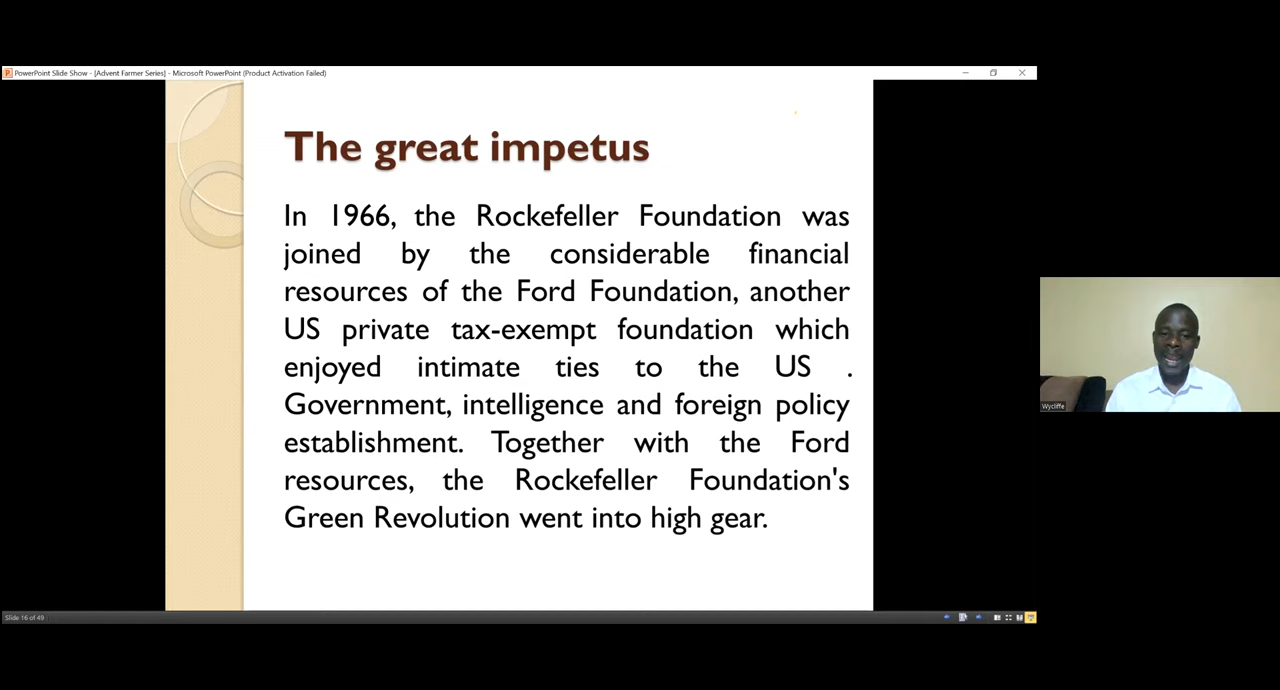 PowerPoint Slide Show - [Advent Farmer Series] - Microsoft PowerPoint (Product Activation Failed)
The great impetus
In 1966, the Rockefeller Foundation was
joined by the considerable financial
resources of the Ford Foundation, another
US private tax-exempt foundation which
enjoyed intimate ties to the US .
Government, intelligence and foreign policy
establishment. Together with the Ford
resources, the Rockefeller Foundation's
Green Revolution went into high gear.
Wycliffe
Slide 16 of 49